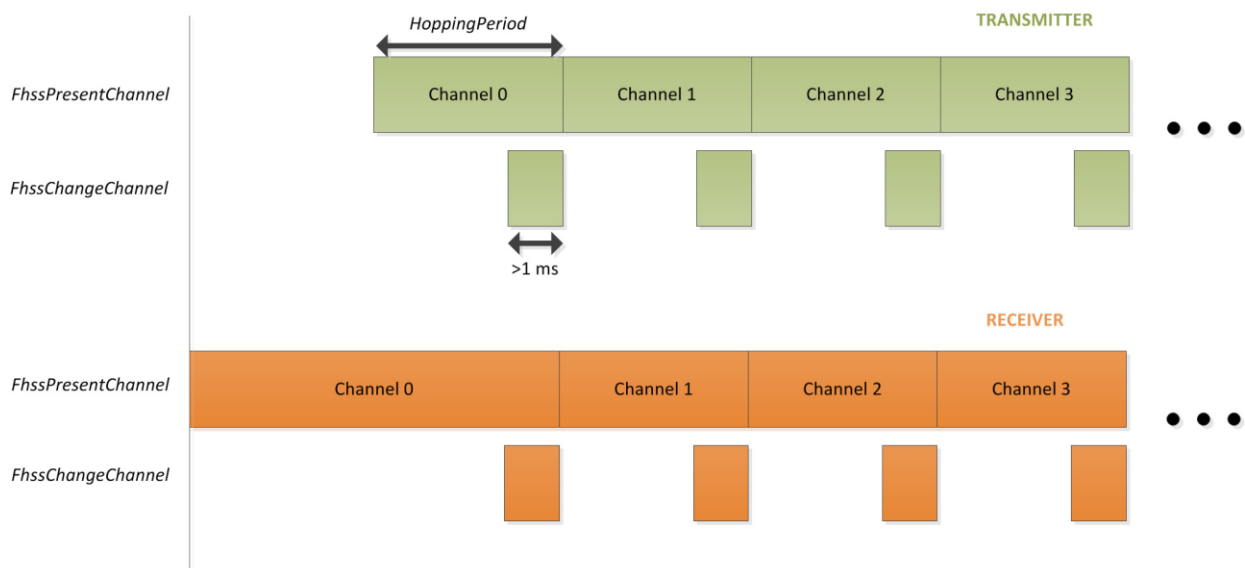 HoppingPeriod
TRANSMITTER
FhssPresentChannel
Channel 0
Channel 1
Channel 2
Channel 3
FhssChangeChannel
>1 ms
RECEIVER
FhssPresentChannel
Channel 0
Channel 1
Channel 2
Channel 3
FhssChangeChannel